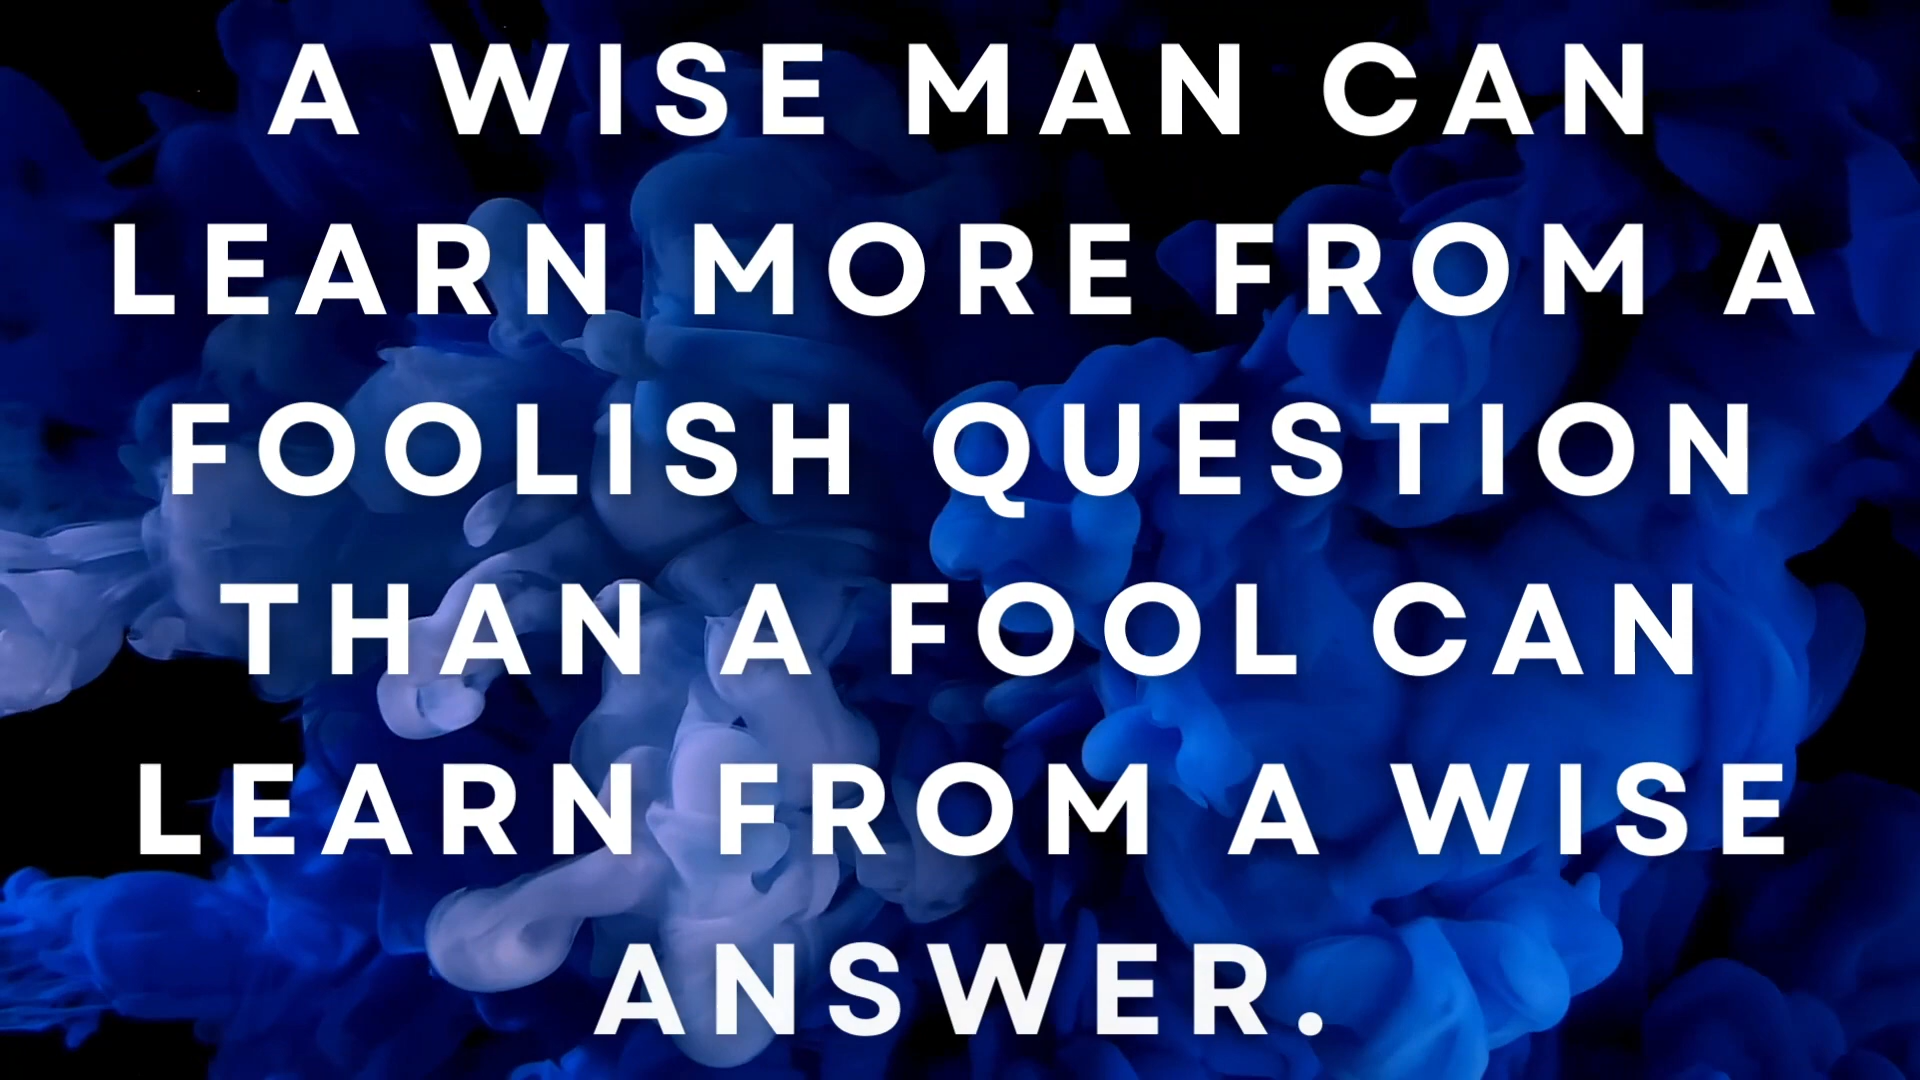 A WISE MAN CAN
LEARN MORE FROM A
FOOLISH QUESTION
THAN A FOOL CAN
LEARN FROM A WISE
ANSWER.